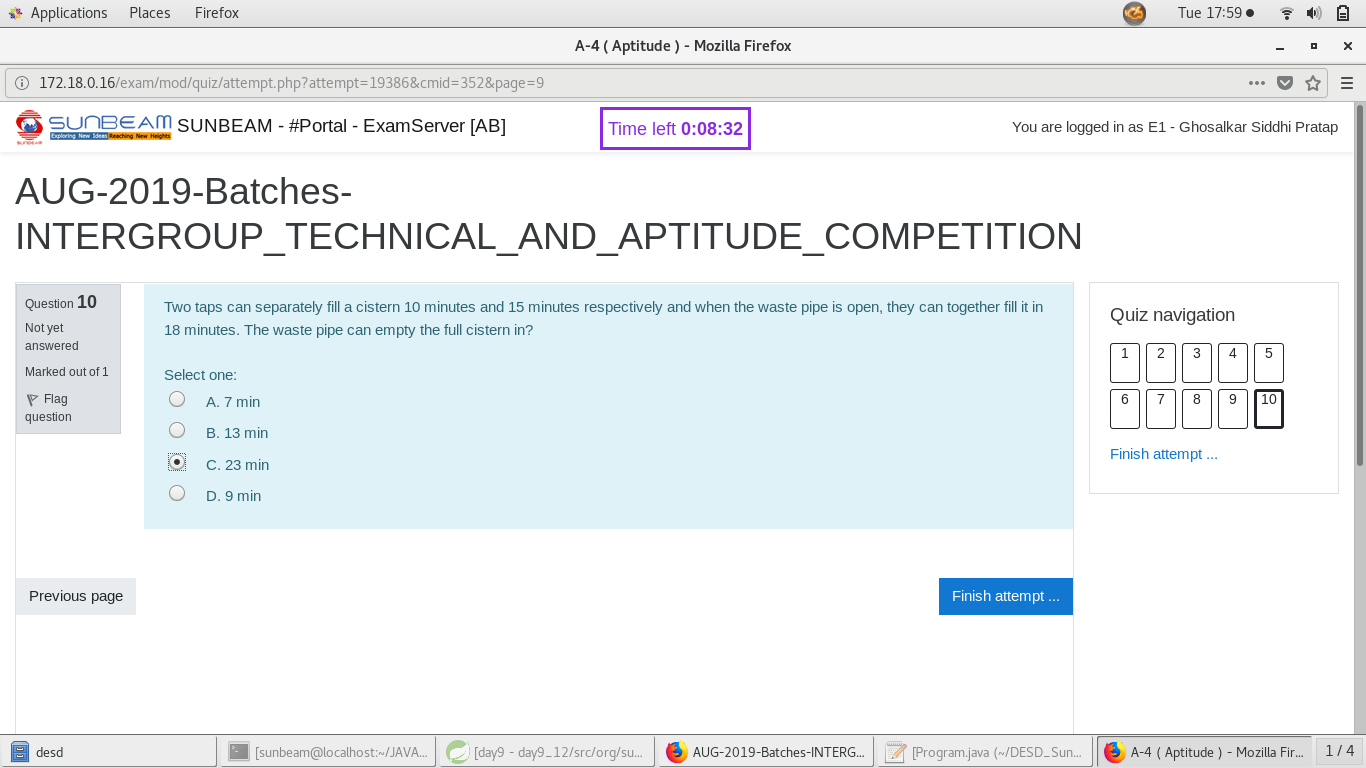 Applications Places Firefox Tue 17:59
A-4 ( Aptitude ) - Mozilla Firefox
172.18.0.16/exam/mod/quiz/attempt.php?attempt=19386&cmid=352&page=9
SUNBEAM SUNBEAM - #Portal - ExamServer [AB] Time left 0:08:32 You are logged in as E1 - Ghosalkar Siddhi Pratap
Exploring New Ideas Reaching New Heights
SUNBEAM
AUG-2019-Batches-
INTERGROUP_TECHNICAL_AND_APTITUDE_COMPETITION
Question 10
Not yet
answered
Marked out of 1
Flag
question
Two taps can separately fill a cistern 10 minutes and 15 minutes respectively and when the waste pipe is open, they can together fill it in
18 minutes. The waste pipe can empty the full cistern in?
Select one:
A. 7 min
B. 13 min
C. 23 min
D. 9 min
Quiz navigation
1 2 3 4 5
6 7 8 9 10
Finish attempt ...
Previous page
Finish attempt ...
desd [sunbeam@localhost:~/JAVA... [day9 - day9_12/src/org/su... AUG-2019-Batches-INTERG... [Program.java (~/DESD_Sun... A-4 ( Aptitude ) - Mozilla Fir... 1 / 4